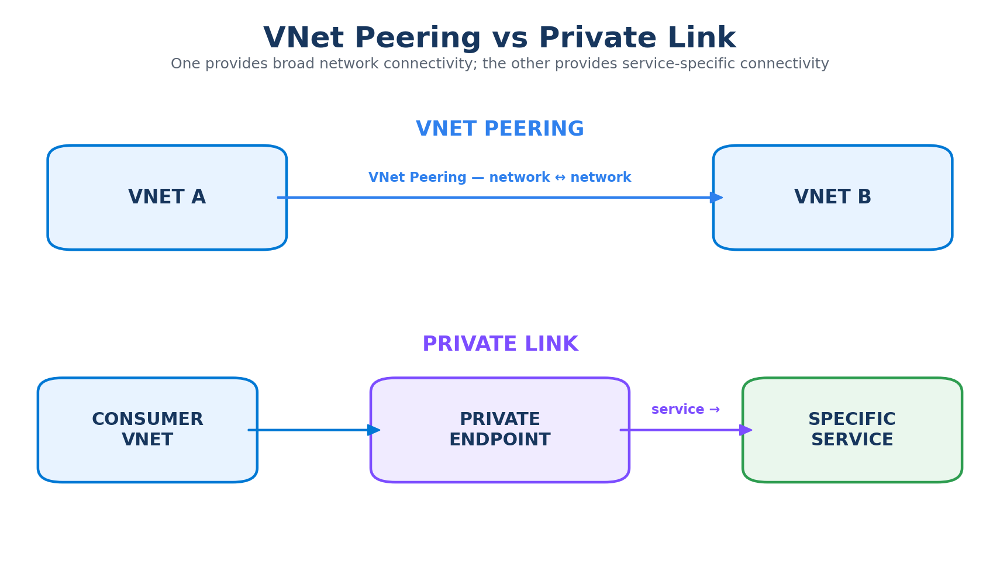 VNet Peering vs Private Link
One provides broad network connectivity; the other provides service-specific connectivity
VNET PEERING
VNet Peering — network ↔ network
VNET A
VNET B
PRIVATE LINK
CONSUMER
VNET
PRIVATE
ENDPOINT
service →
SPECIFIC
SERVICE